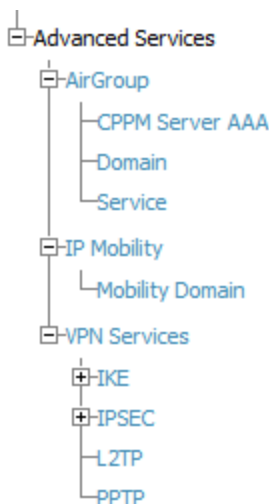 Advanced Services
AirGroup
CPPM Server AAA
Domain
Service
IP Mobility
Mobility Domain
VPN Services
IKE
IPSEC
L2TP
PPTP